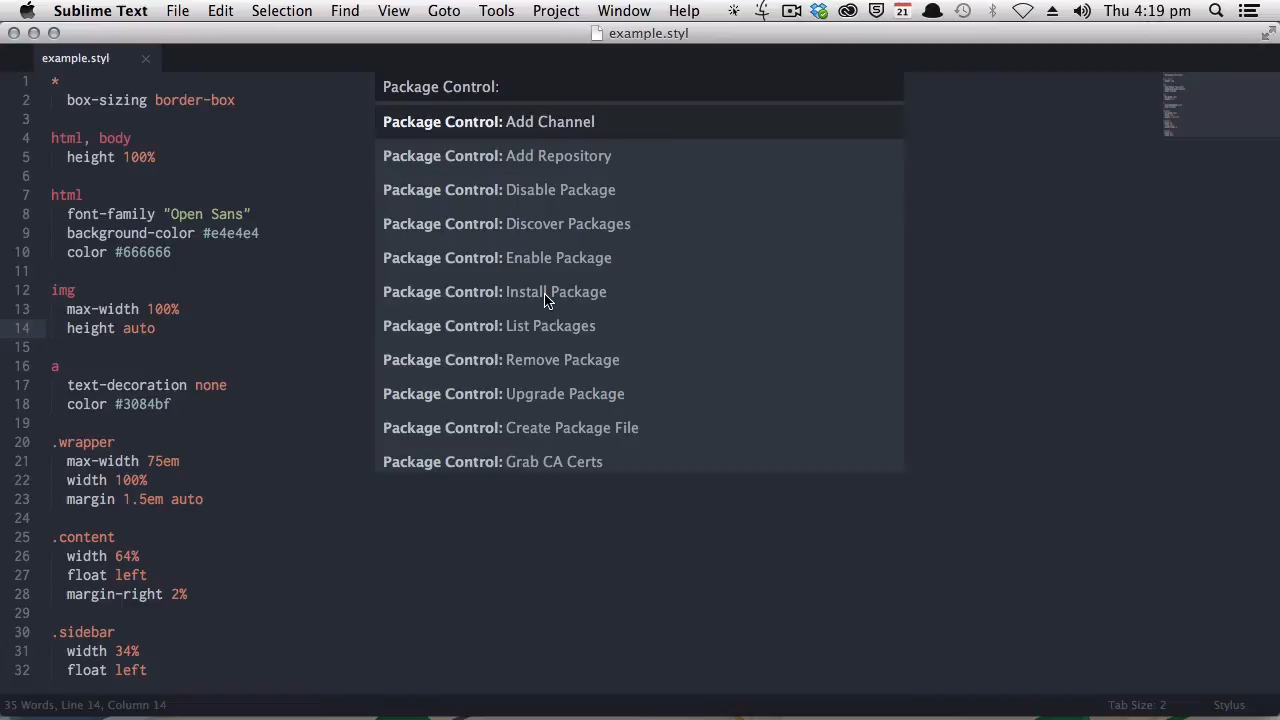 Sublime Text File Edit Selection Find View Goto Tools Project Window Help 21 Thu 4:19 pm
example.styl
example.styl
1 *
2 box-sizing border-box
3
4 html, body
5 height 100%
6
7 html
8 font-family "Open Sans"
9 background-color #e4e4e4
10 color #666666
11
12 img
13 max-width 100%
14 height auto
15
16 a
17 text-decoration none
18 color #3084bf
19
20 .wrapper
21 max-width 75em
22 width 100%
23 margin 1.5em auto
24
25 .content
26 width 64%
27 float left
28 margin-right 2%
29
30 .sidebar
31 width 34%
32 float left
Package Control:
Package Control: Add Channel
Package Control: Add Repository
Package Control: Disable Package
Package Control: Discover Packages
Package Control: Enable Package
Package Control: Install Package
Package Control: List Packages
Package Control: Remove Package
Package Control: Upgrade Package
Package Control: Create Package File
Package Control: Grab CA Certs
35 Words, Line 14, Column 14 Tab Size: 2 Stylus